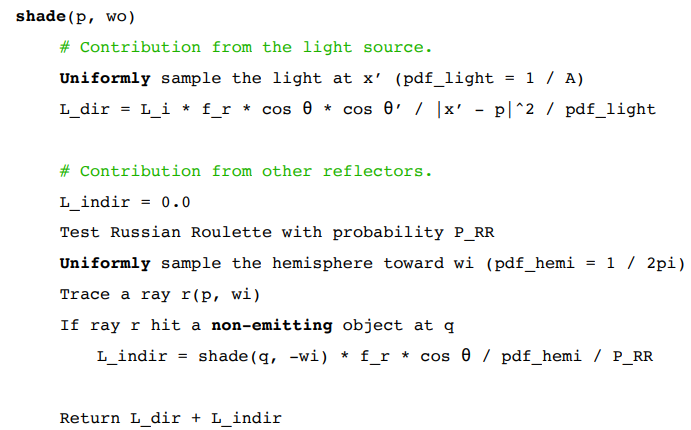 shade(p, wo)
# Contribution from the light source.
Uniformly sample the light at x’ (pdf_light = 1 / A)
L_dir = L_i * f_r * cos θ * cos θ’ / |x’ - p|^2 / pdf_light
# Contribution from other reflectors.
L_indir = 0.0
Test Russian Roulette with probability P_RR
Uniformly sample the hemisphere toward wi (pdf_hemi = 1 / 2pi)
Trace a ray r(p, wi)
If ray r hit a non-emitting object at q
L_indir = shade(q, -wi) * f_r * cos θ / pdf_hemi / P_RR
Return L_dir + L_indir